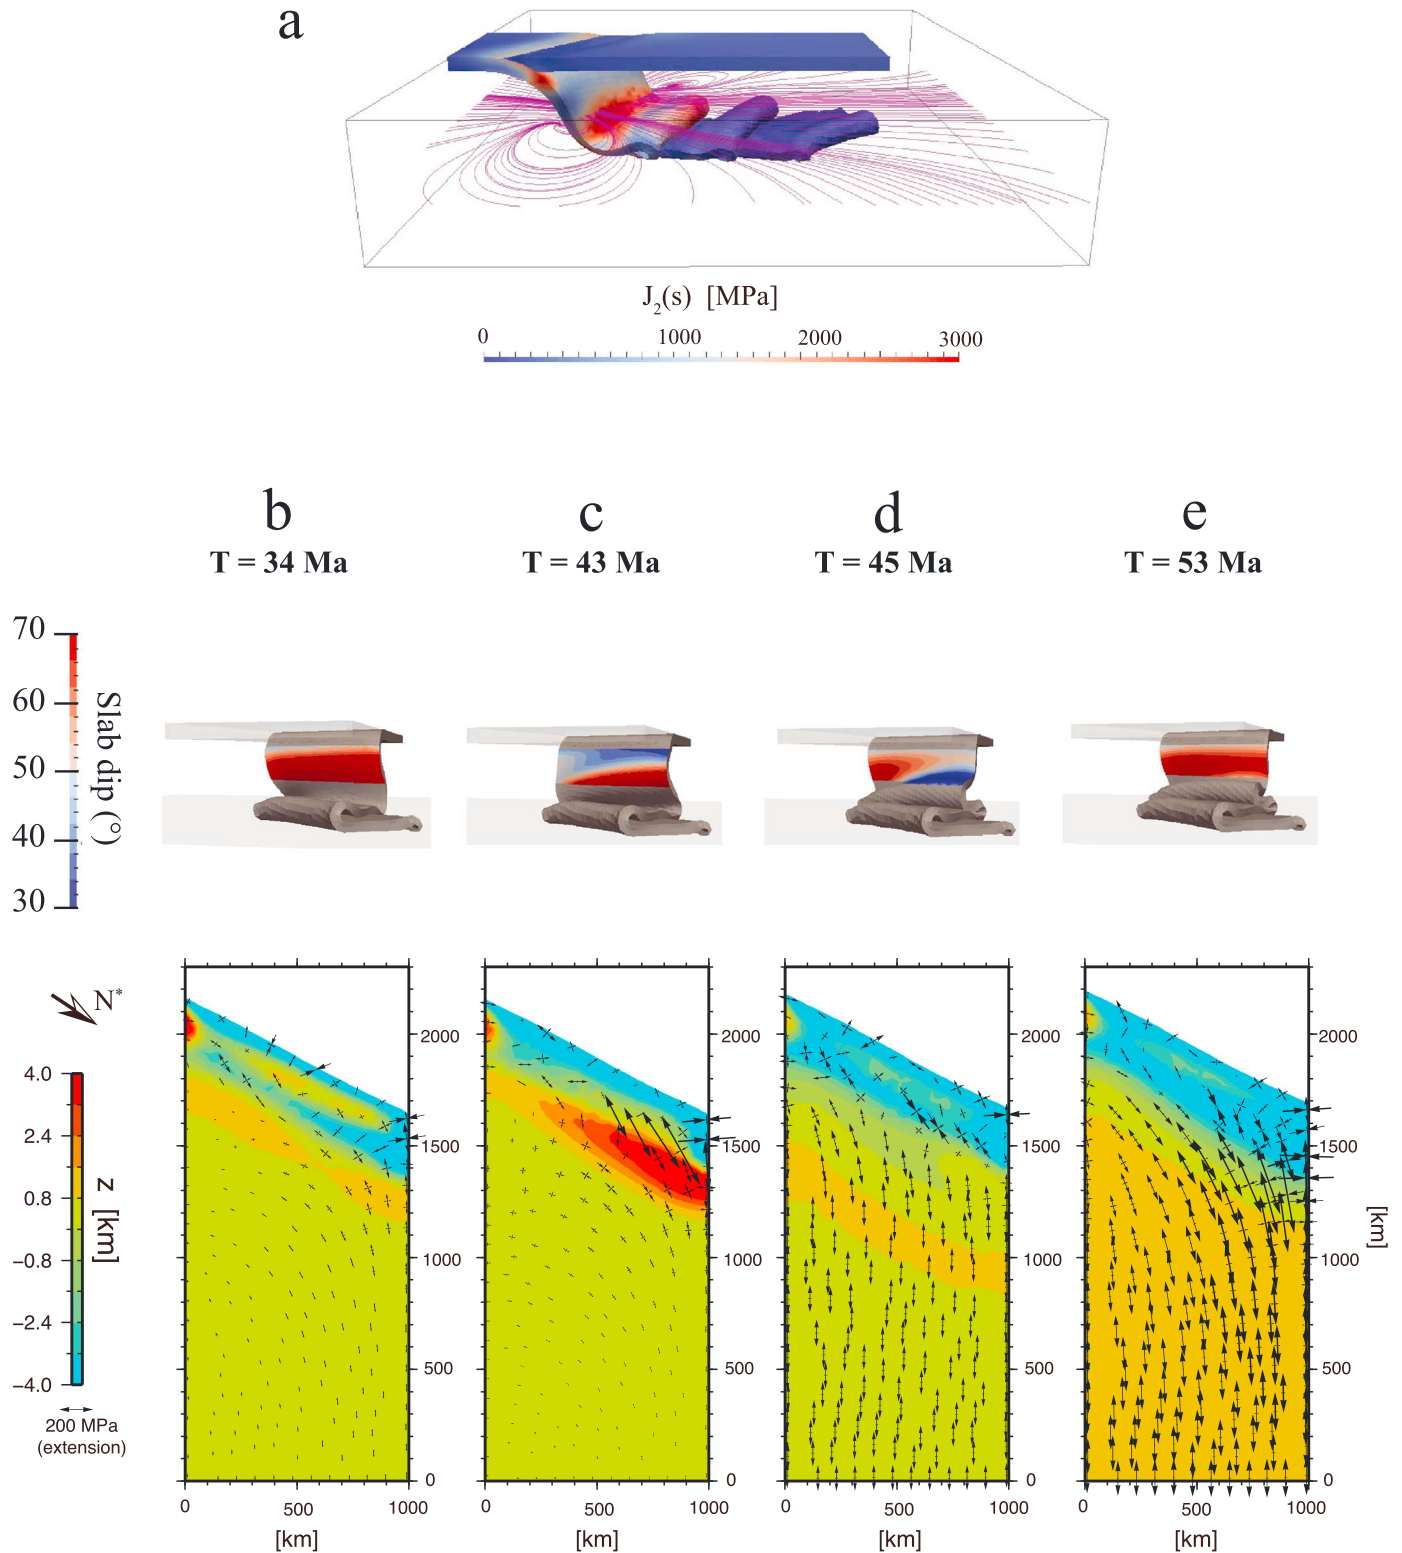 a
J2(s) [MPa]
0 1000 2000 3000
b c d e
T = 34 Ma T = 43 Ma T = 45 Ma T = 53 Ma
70
60
50
40
30
Slab dip (°)
N*
4.0
2.4
0.8
−0.8
−2.4
−4.0
z [km]
200 MPa
(extension)
2000 2000 2000 2000
1500 1500 1500 1500
1000 1000 1000 1000
500 500 500 500
0 0 0 0
[km]
0 500 1000 0 500 1000 0 500 1000 0 500 1000
[km] [km] [km] [km]